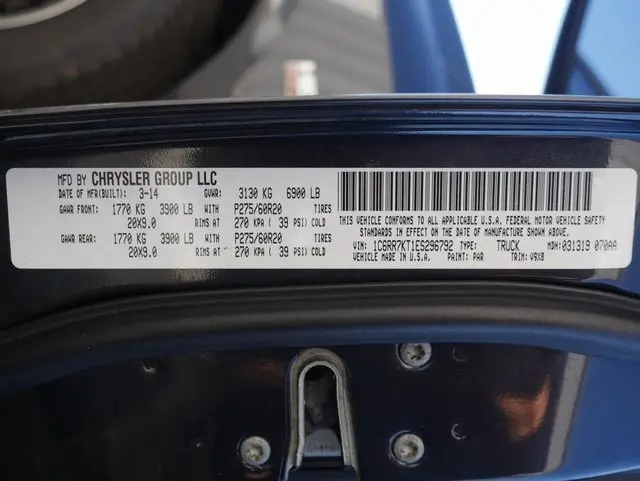 MFD BY CHRYSLER GROUP LLC
DATE OF MFR(BUILT): 3-14 GVWR: 3130 KG 6900 LB
GAWR FRONT: 1770 KG 3900 LB WITH P275/60R20 TIRES
20X9.0 RIMS AT 270 KPA ( 39 PSI) COLD
GAWR REAR: 1770 KG 3900 LB WITH P275/60R20 TIRES
20X9.0 RIMS AT 270 KPA ( 39 PSI) COLD
THIS VEHICLE CONFORMS TO ALL APPLICABLE U.S.A. FEDERAL MOTOR VEHICLE SAFETY
STANDARDS IN EFFECT ON THE DATE OF MANUFACTURE SHOWN ABOVE.
VIN: 1C6RR7KT1ES296792 TYPE: TRUCK MDH: 031319 070AA
VEHICLE MADE IN U.S.A. PAINT: PAR TRIM: V9X8